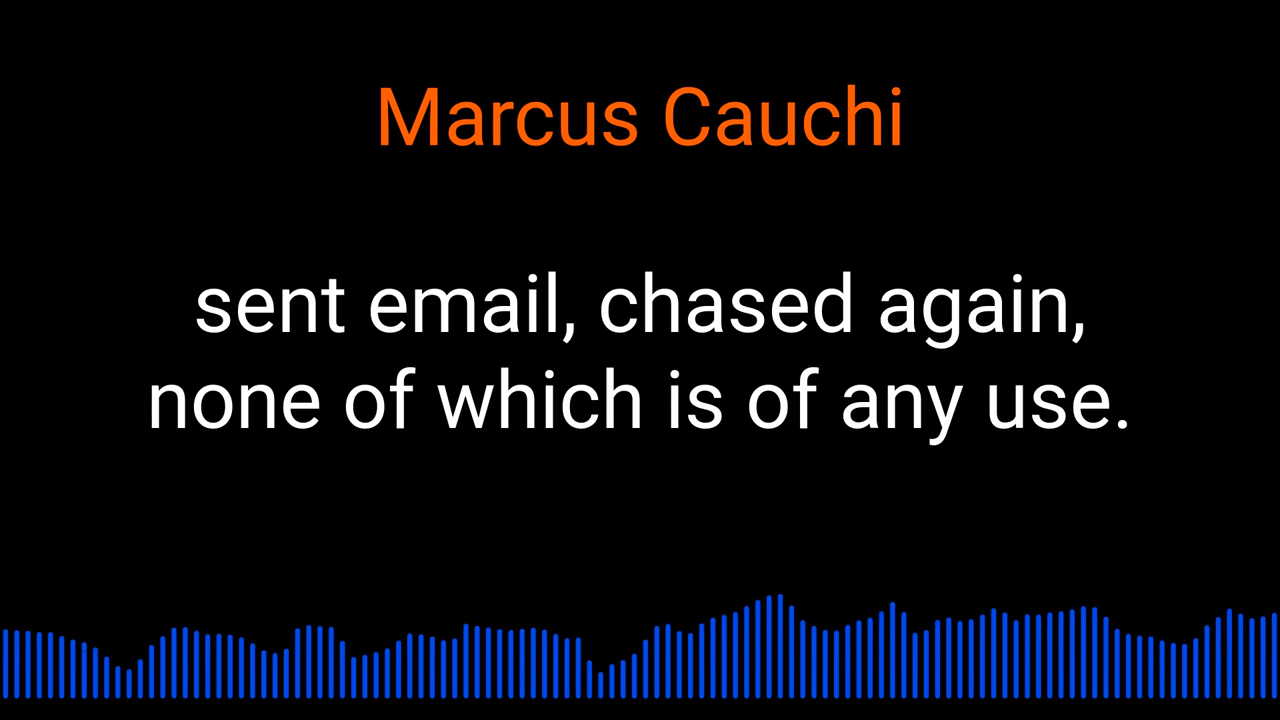 Marcus Cauchi
sent email, chased again,
none of which is of any use.